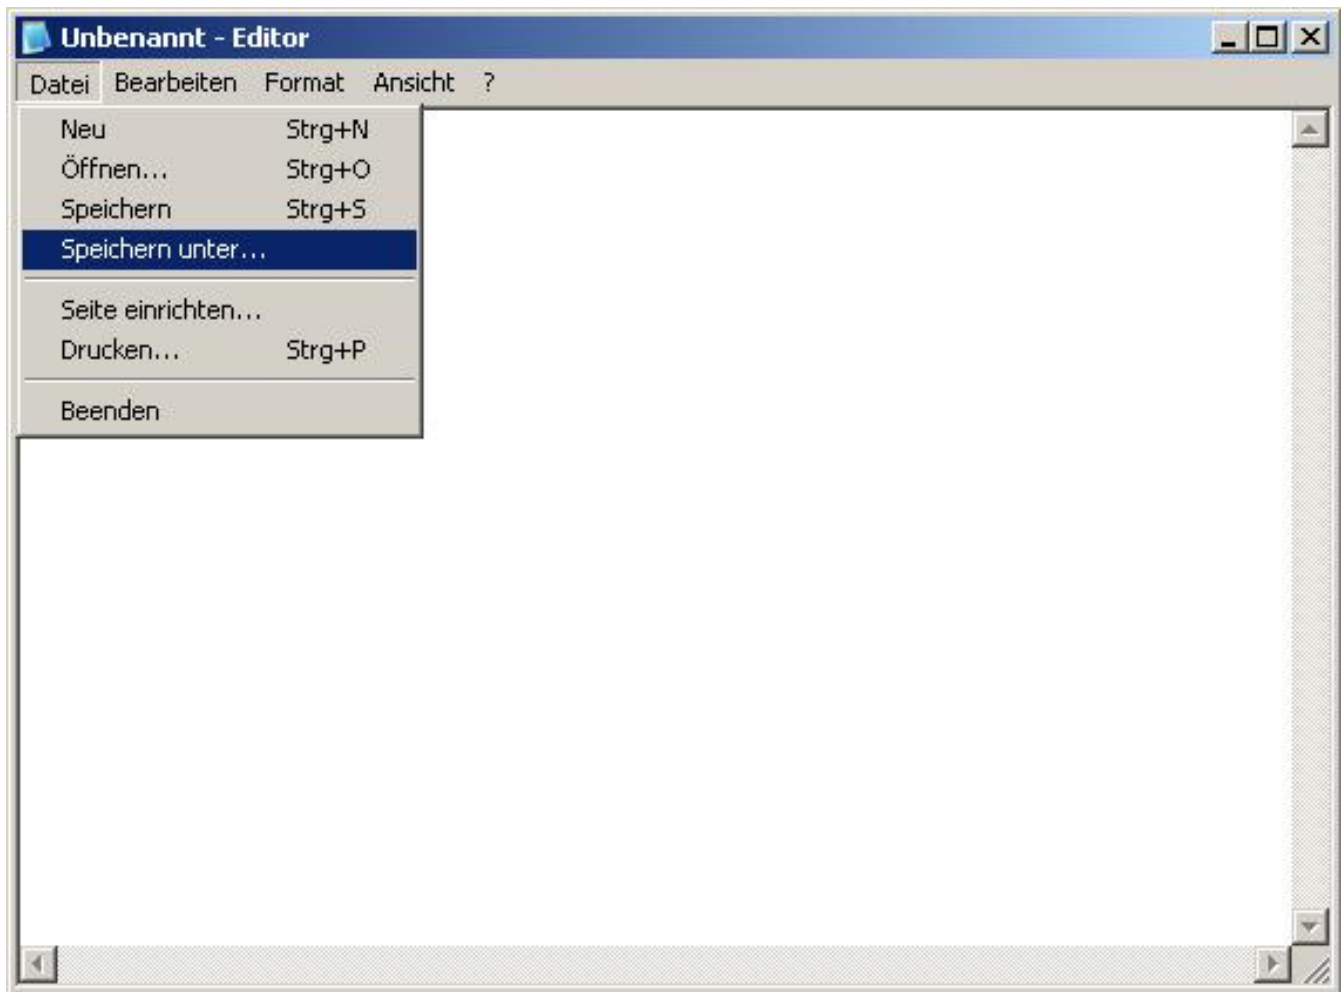 Unbenannt - Editor
Datei Bearbeiten Format Ansicht ?
Neu Strg+N
Öffnen... Strg+O
Speichern Strg+S
Speichern unter...
Seite einrichten...
Drucken... Strg+P
Beenden